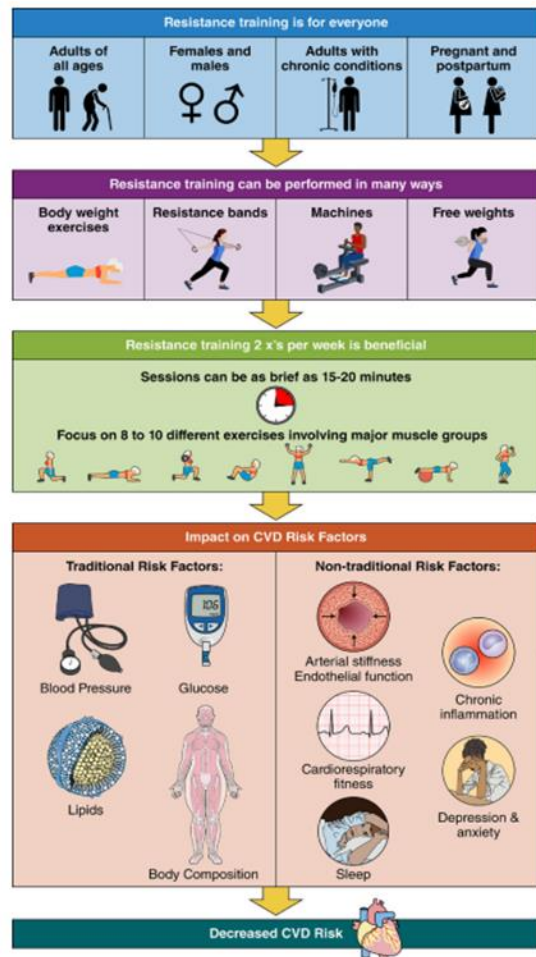 Resistance training is for everyone
Adults of
all ages
Females and
males
Adults with
chronic conditions
Pregnant and
postpartum
Resistance training can be performed in many ways
Body weight
exercises
Resistance bands
Machines
Free weights
Resistance training 2 x's per week is beneficial
Sessions can be as brief as 15-20 minutes
Focus on 8 to 10 different exercises involving major muscle groups
Impact on CVD Risk Factors
Traditional Risk Factors:
106
Blood Pressure
Glucose
Lipids
Body Composition
Non-traditional Risk Factors:
Arterial stiffness
Endothelial function
Chronic
inflammation
Cardiorespiratory
fitness
Depression &
anxiety
Sleep
Decreased CVD Risk